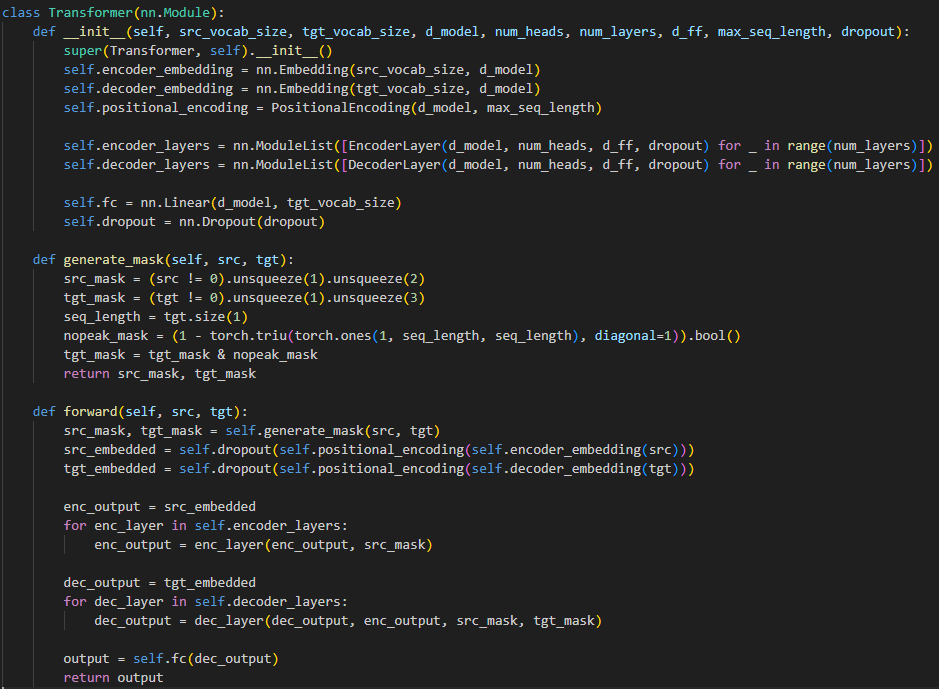 class Transformer(nn.Module):
    def __init__(self, src_vocab_size, tgt_vocab_size, d_model, num_heads, num_layers, d_ff, max_seq_length, dropout):
        super(Transformer, self).__init__()
        self.encoder_embedding = nn.Embedding(src_vocab_size, d_model)
        self.decoder_embedding = nn.Embedding(tgt_vocab_size, d_model)
        self.positional_encoding = PositionalEncoding(d_model, max_seq_length)

        self.encoder_layers = nn.ModuleList([EncoderLayer(d_model, num_heads, d_ff, dropout) for _ in range(num_layers)])
        self.decoder_layers = nn.ModuleList([DecoderLayer(d_model, num_heads, d_ff, dropout) for _ in range(num_layers)])

        self.fc = nn.Linear(d_model, tgt_vocab_size)
        self.dropout = nn.Dropout(dropout)

    def generate_mask(self, src, tgt):
        src_mask = (src != 0).unsqueeze(1).unsqueeze(2)
        tgt_mask = (tgt != 0).unsqueeze(1).unsqueeze(3)
        seq_length = tgt.size(1)
        nopeak_mask = (1 - torch.triu(torch.ones(1, seq_length, seq_length), diagonal=1)).bool()
        tgt_mask = tgt_mask & nopeak_mask
        return src_mask, tgt_mask

    def forward(self, src, tgt):
        src_mask, tgt_mask = self.generate_mask(src, tgt)
        src_embedded = self.dropout(self.positional_encoding(self.encoder_embedding(src)))
        tgt_embedded = self.dropout(self.positional_encoding(self.decoder_embedding(tgt)))

        enc_output = src_embedded
        for enc_layer in self.encoder_layers:
            enc_output = enc_layer(enc_output, src_mask)

        dec_output = tgt_embedded
        for dec_layer in self.decoder_layers:
            dec_output = dec_layer(dec_output, enc_output, src_mask, tgt_mask)

        output = self.fc(dec_output)
        return output